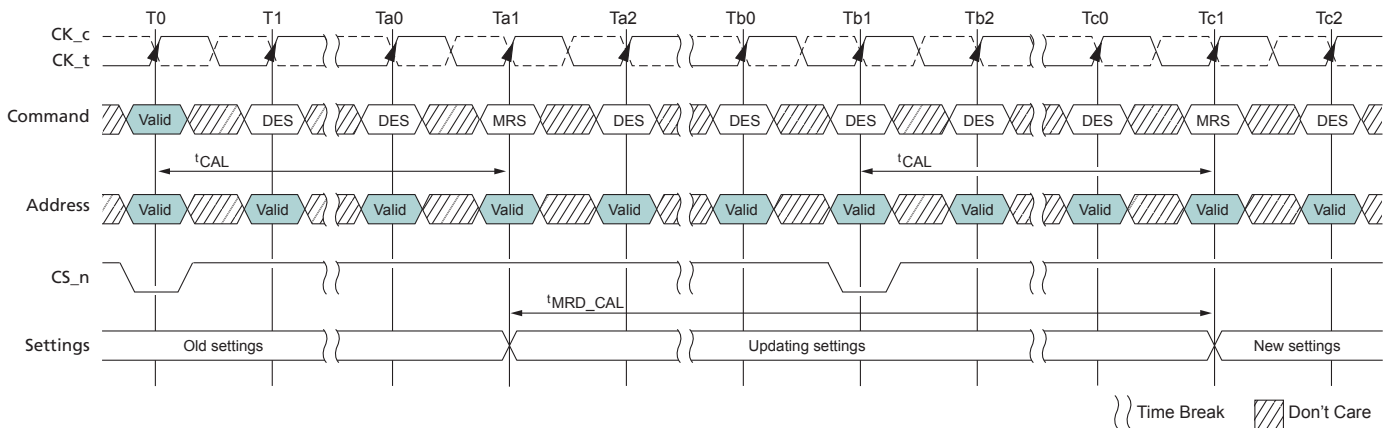 T0 T1 Ta0 Ta1 Ta2 Tb0 Tb1 Tb2 Tc0 Tc1 Tc2
CK_c
CK_t
Command Valid DES DES MRS DES DES DES DES DES MRS DES
tCAL tCAL
Address Valid Valid Valid Valid Valid Valid Valid Valid Valid Valid Valid
CS_n
tMRD_CAL
Settings Old settings Updating settings New settings
Time Break Don't Care